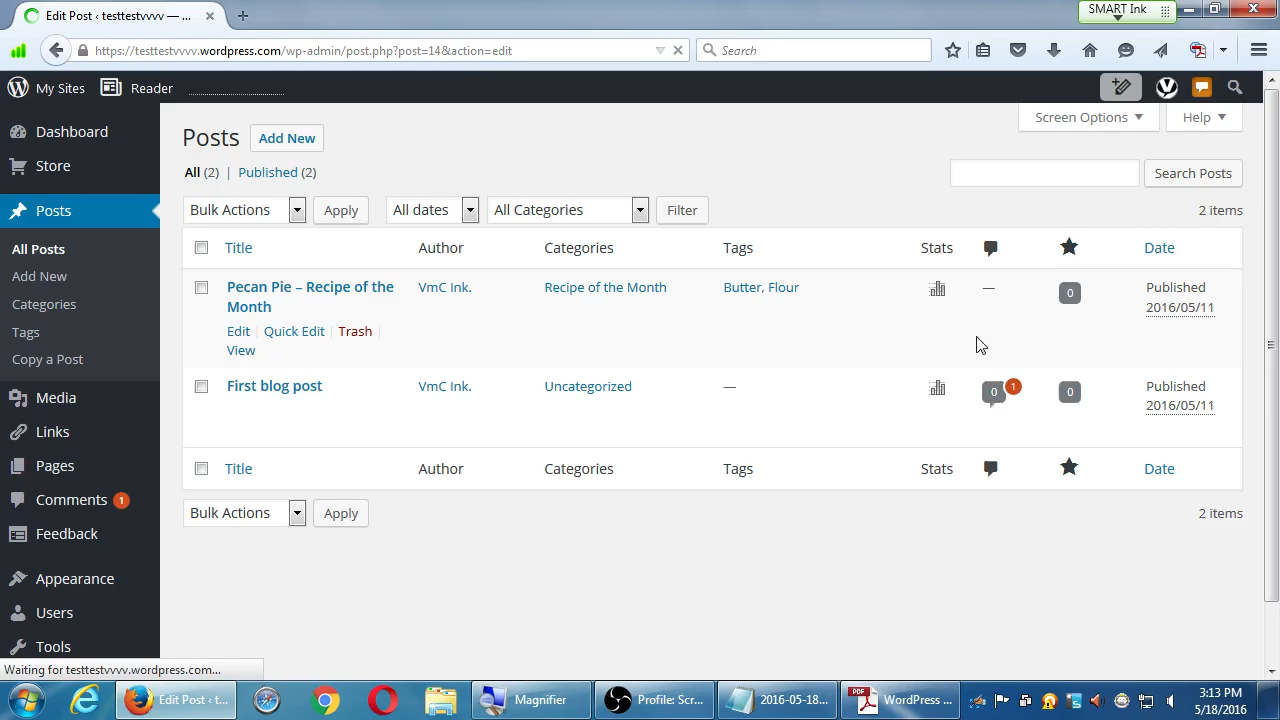 Edit Post ‹ testtestvvvv — ...
SMART Ink
https://testtestvvvv.wordpress.com/wp-admin/post.php?post=14&action=edit
Search
My Sites
Reader
Dashboard
Store
Posts
All Posts
Add New
Categories
Tags
Copy a Post
Media
Links
Pages
Comments 1
Feedback
Appearance
Users
Tools
Screen Options
Help
Posts Add New
All (2) | Published (2)
Search Posts
Bulk Actions Apply All dates All Categories Filter 2 items
Title Author Categories Tags Stats Date
Pecan Pie – Recipe of the VmC Ink. Recipe of the Month Butter, Flour — 0 Published
Month 2016/05/11
Edit | Quick Edit | Trash |
View
First blog post VmC Ink. Uncategorized — 0 1 0 Published
2016/05/11
Title Author Categories Tags Stats Date
Bulk Actions Apply 2 items
Waiting for testtestvvvv.wordpress.com...
Edit Post ‹ t...
Magnifier
Profile: Scr...
2016-05-18...
PDF
WordPress ...
3:13 PM
5/18/2016